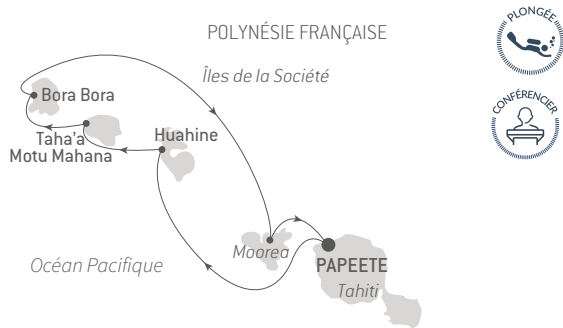 POLYNÉSIE FRANÇAISE
PLONGÉE
Îles de la Société
CONFÉRENCIER
Bora Bora
Huahine
Taha'a
Motu Mahana
Moorea
PAPEETE
Océan Pacifique
Tahiti